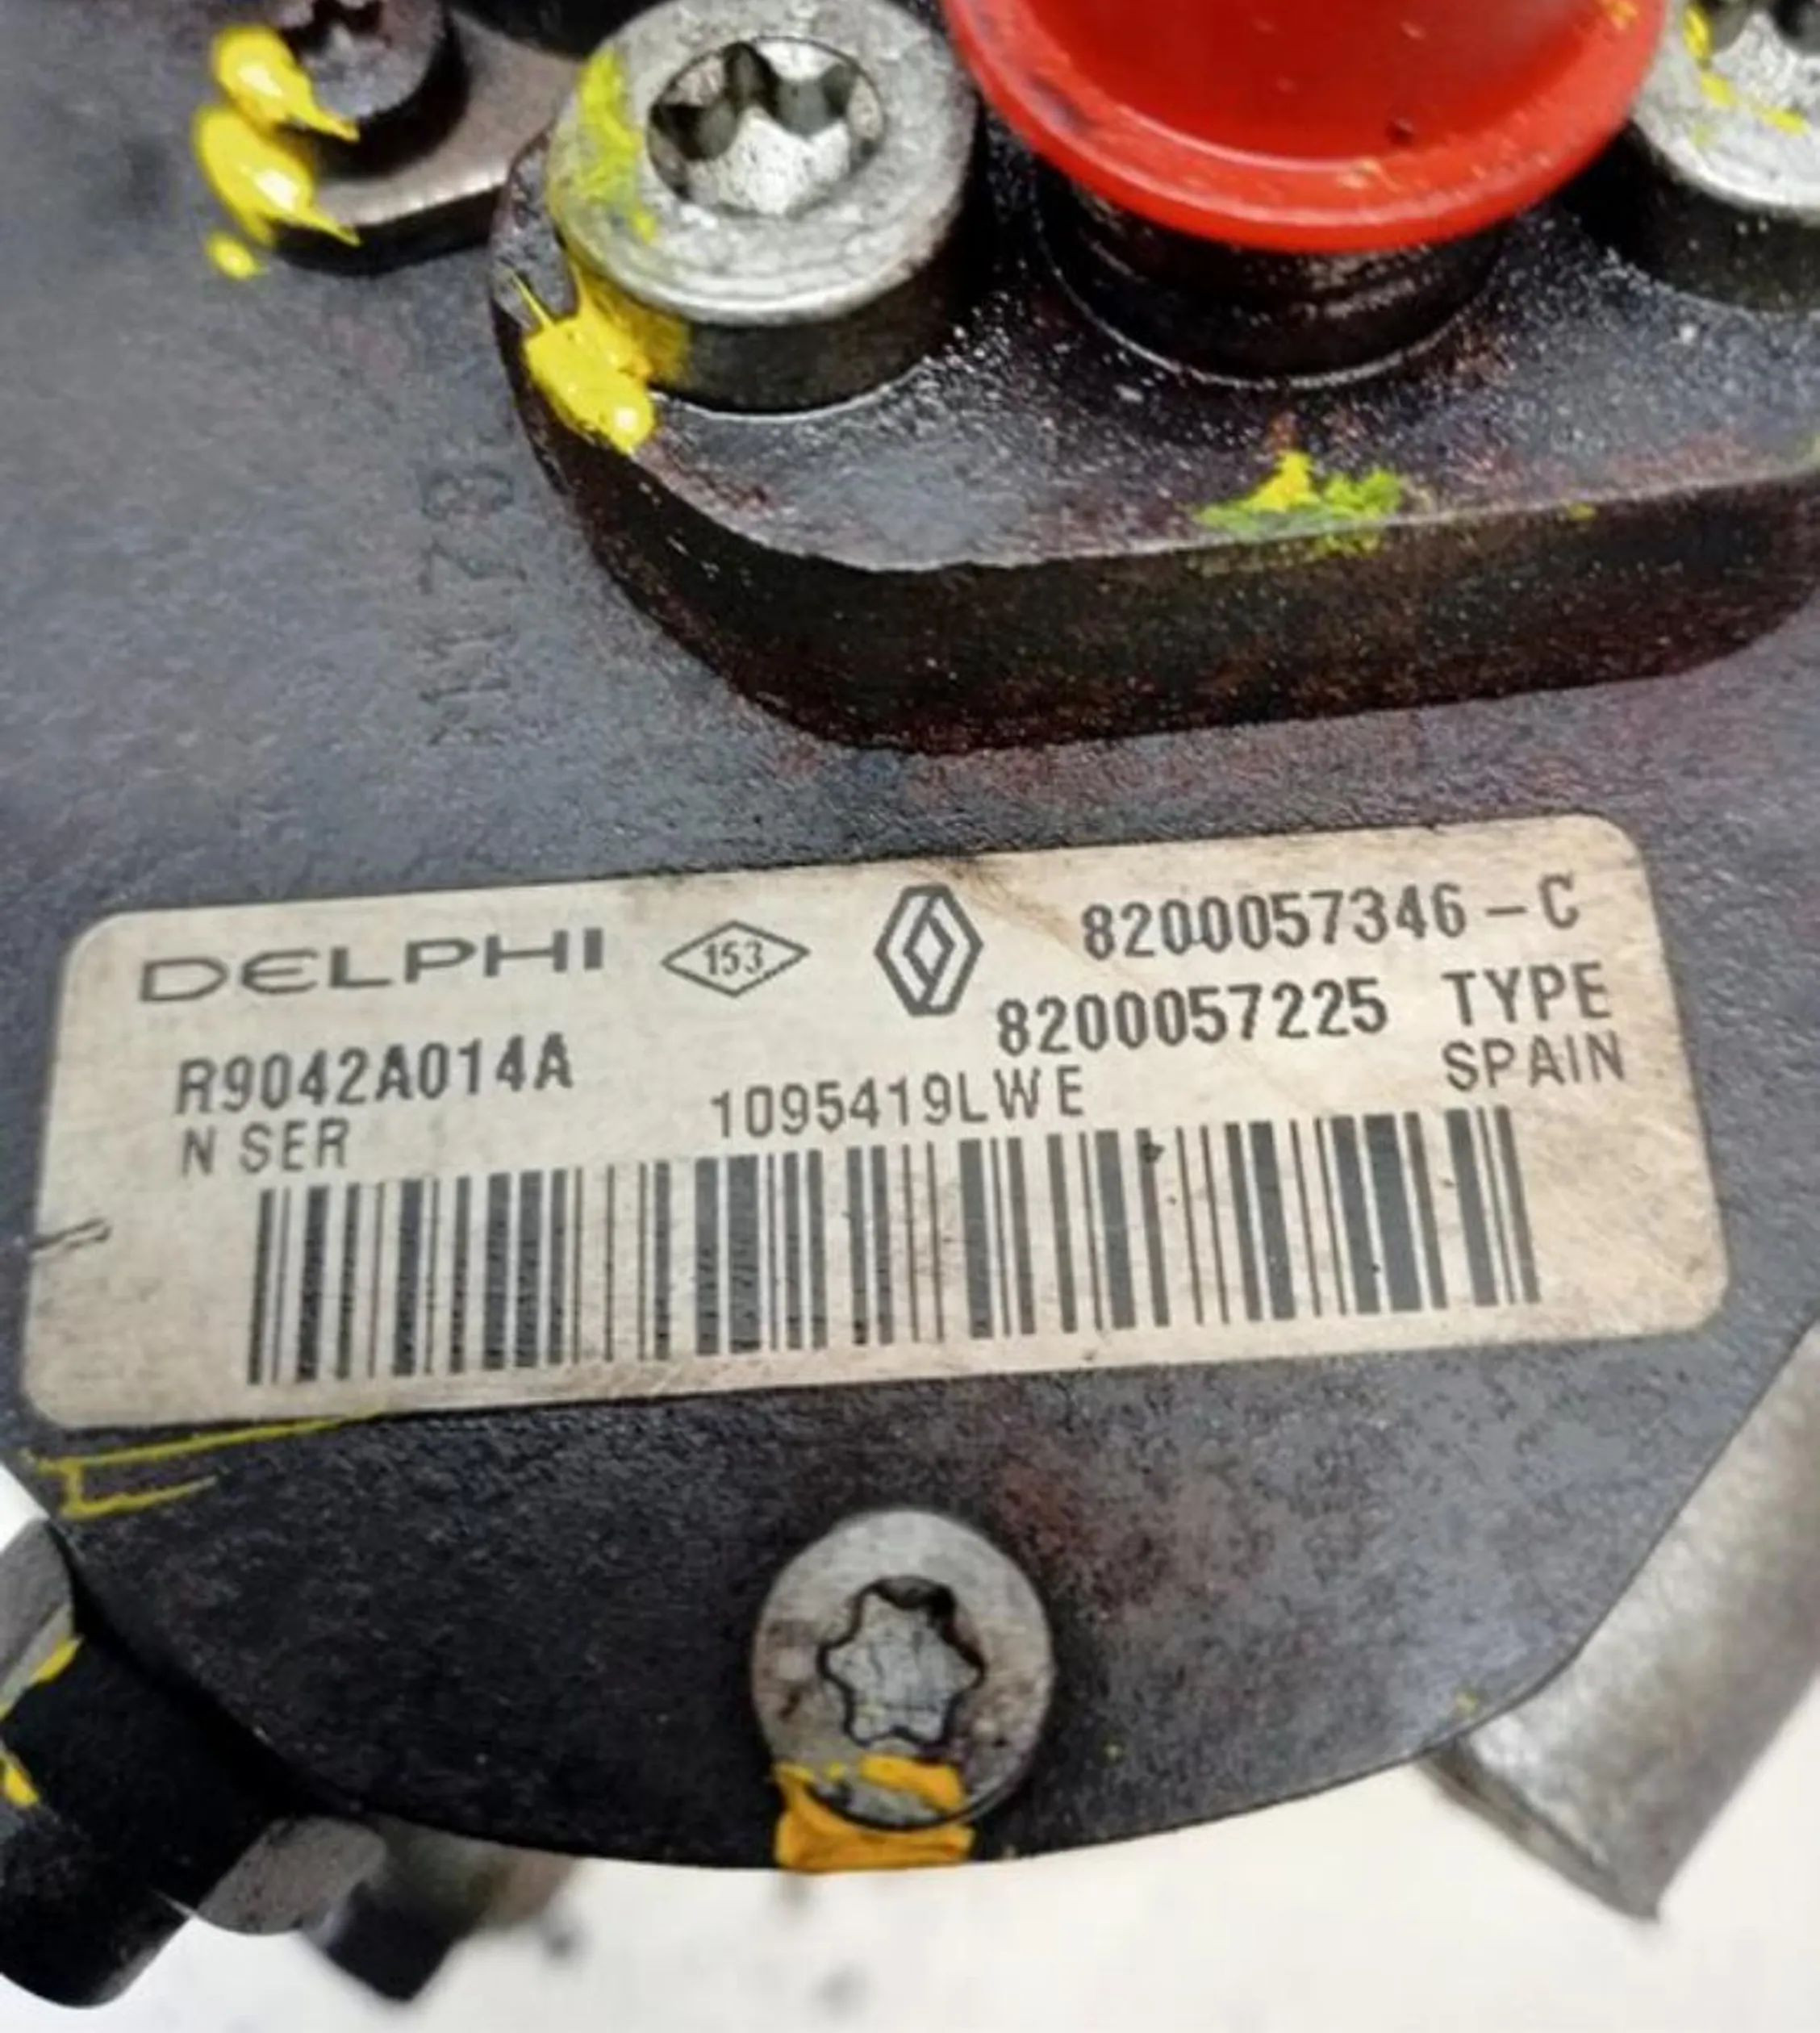 DELPHI 153 8200057346-C
8200057225 TYPE
R9042A014A SPAIN
N SER 1095419LWE